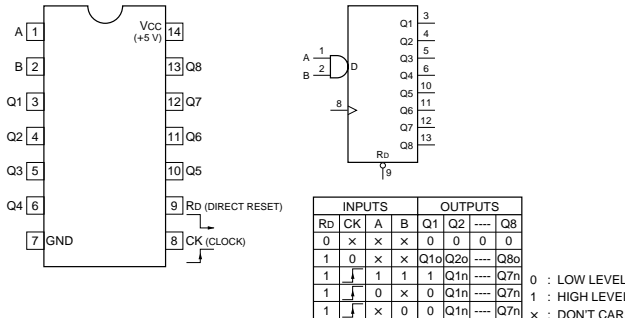 A 1 VCC (+5 V) 14
B 2 13 Q8
Q1 3 12 Q7
Q2 4 11 Q6
Q3 5 10 Q5
Q4 6 9 RD (DIRECT RESET)
7 GND 8 CK (CLOCK)
A 1
B 2
D
8
Q1 3
Q2 4
Q3 5
Q4 6
Q5 10
Q6 11
Q7 12
Q8 13
RD
9
INPUTS OUTPUTS
RD CK A B Q1 Q2 ---- Q8
0 × × × 0 0 0 0
1 0 × × Q1o Q2o ---- Q8o
1 1 1 1 Q1n ---- Q7n
1 0 × 0 Q1n ---- Q7n
1 × 0 0 Q1n ---- Q7n
0 : LOW LEVEL
1 : HIGH LEVEL
× : DON'T CAR